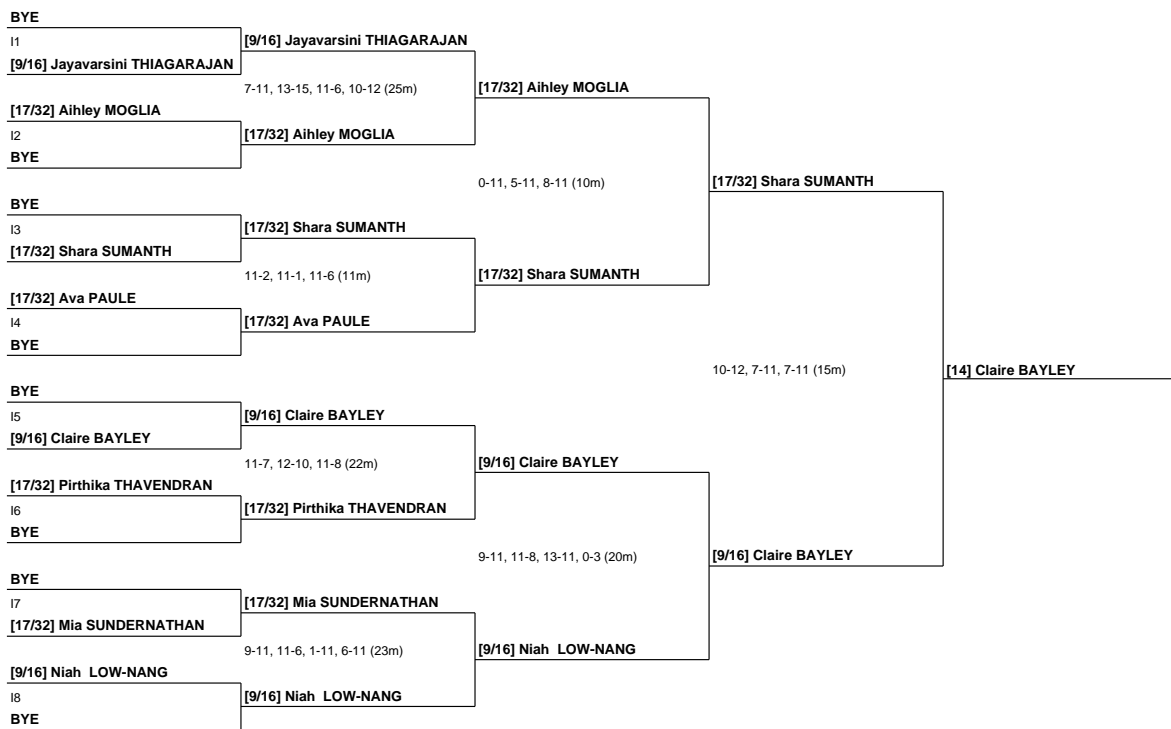 BYE
I1
[9/16] Jayavarsini THIAGARAJAN
[17/32] Aihley MOGLIA
I2
BYE
BYE
I3
[17/32] Shara SUMANTH
[17/32] Ava PAULE
I4
BYE
BYE
I5
[9/16] Claire BAYLEY
[17/32] Pirthika THAVENDRAN
I6
BYE
BYE
I7
[17/32] Mia SUNDERNATHAN
[9/16] Niah  LOW-NANG
I8
BYE
[9/16] Jayavarsini THIAGARAJAN
7-11, 13-15, 11-6, 10-12 (25m)
[17/32] Aihley MOGLIA
[17/32] Shara SUMANTH
11-2, 11-1, 11-6 (11m)
[17/32] Ava PAULE
[9/16] Claire BAYLEY
11-7, 12-10, 11-8 (22m)
[17/32] Pirthika THAVENDRAN
[17/32] Mia SUNDERNATHAN
9-11, 11-6, 1-11, 6-11 (23m)
[9/16] Niah  LOW-NANG
[17/32] Aihley MOGLIA
0-11, 5-11, 8-11 (10m)
[17/32] Shara SUMANTH
[9/16] Claire BAYLEY
9-11, 11-8, 13-11, 0-3 (20m)
[9/16] Niah  LOW-NANG
[17/32] Shara SUMANTH
10-12, 7-11, 7-11 (15m)
[9/16] Claire BAYLEY
[14] Claire BAYLEY